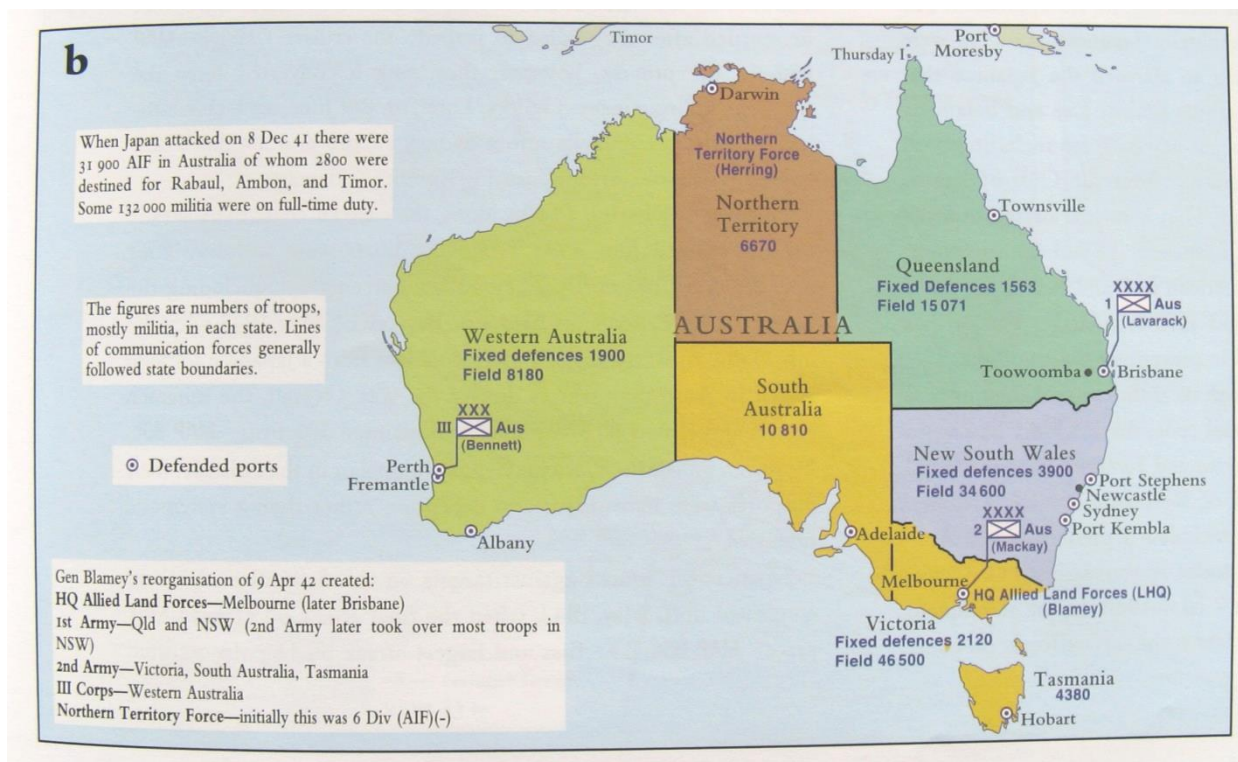 b
Timor
Port
Moresby
Thursday I.
Darwin
When Japan attacked on 8 Dec 41 there were
31 900 AIF in Australia of whom 2800 were
destined for Rabaul, Ambon, and Timor.
Some 132 000 militia were on full-time duty.
Northern
Territory Force
(Herring)
Northern
Territory
6670
Townsville
Queensland
Fixed Defences 1563
Field 15 071
XXXX
1 Aus
(Lavarack)
The figures are numbers of troops,
mostly militia, in each state. Lines
of communication forces generally
followed state boundaries.
AUSTRALIA
Western Australia
Fixed defences 1900
Field 8180
Toowoomba
Brisbane
South
Australia
10 810
XXX
III Aus
(Bennett)
New South Wales
Fixed defences 3900
Field 34 600
Defended ports
Perth
Fremantle
Port Stephens
Newcastle
Sydney
Port Kembla
XXXX
2 Aus
(Mackay)
Albany
Adelaide
Melbourne
HQ Allied Land Forces (LHQ)
(Blamey)
Victoria
Fixed defences 2120
Field 46 500
Gen Blamey's reorganisation of 9 Apr 42 created:
HQ Allied Land Forces—Melbourne (later Brisbane)
1st Army—Qld and NSW (2nd Army later took over most troops in
NSW)
2nd Army—Victoria, South Australia, Tasmania
III Corps—Western Australia
Northern Territory Force—initially this was 6 Div (AIF)(-)
Tasmania
4380
Hobart